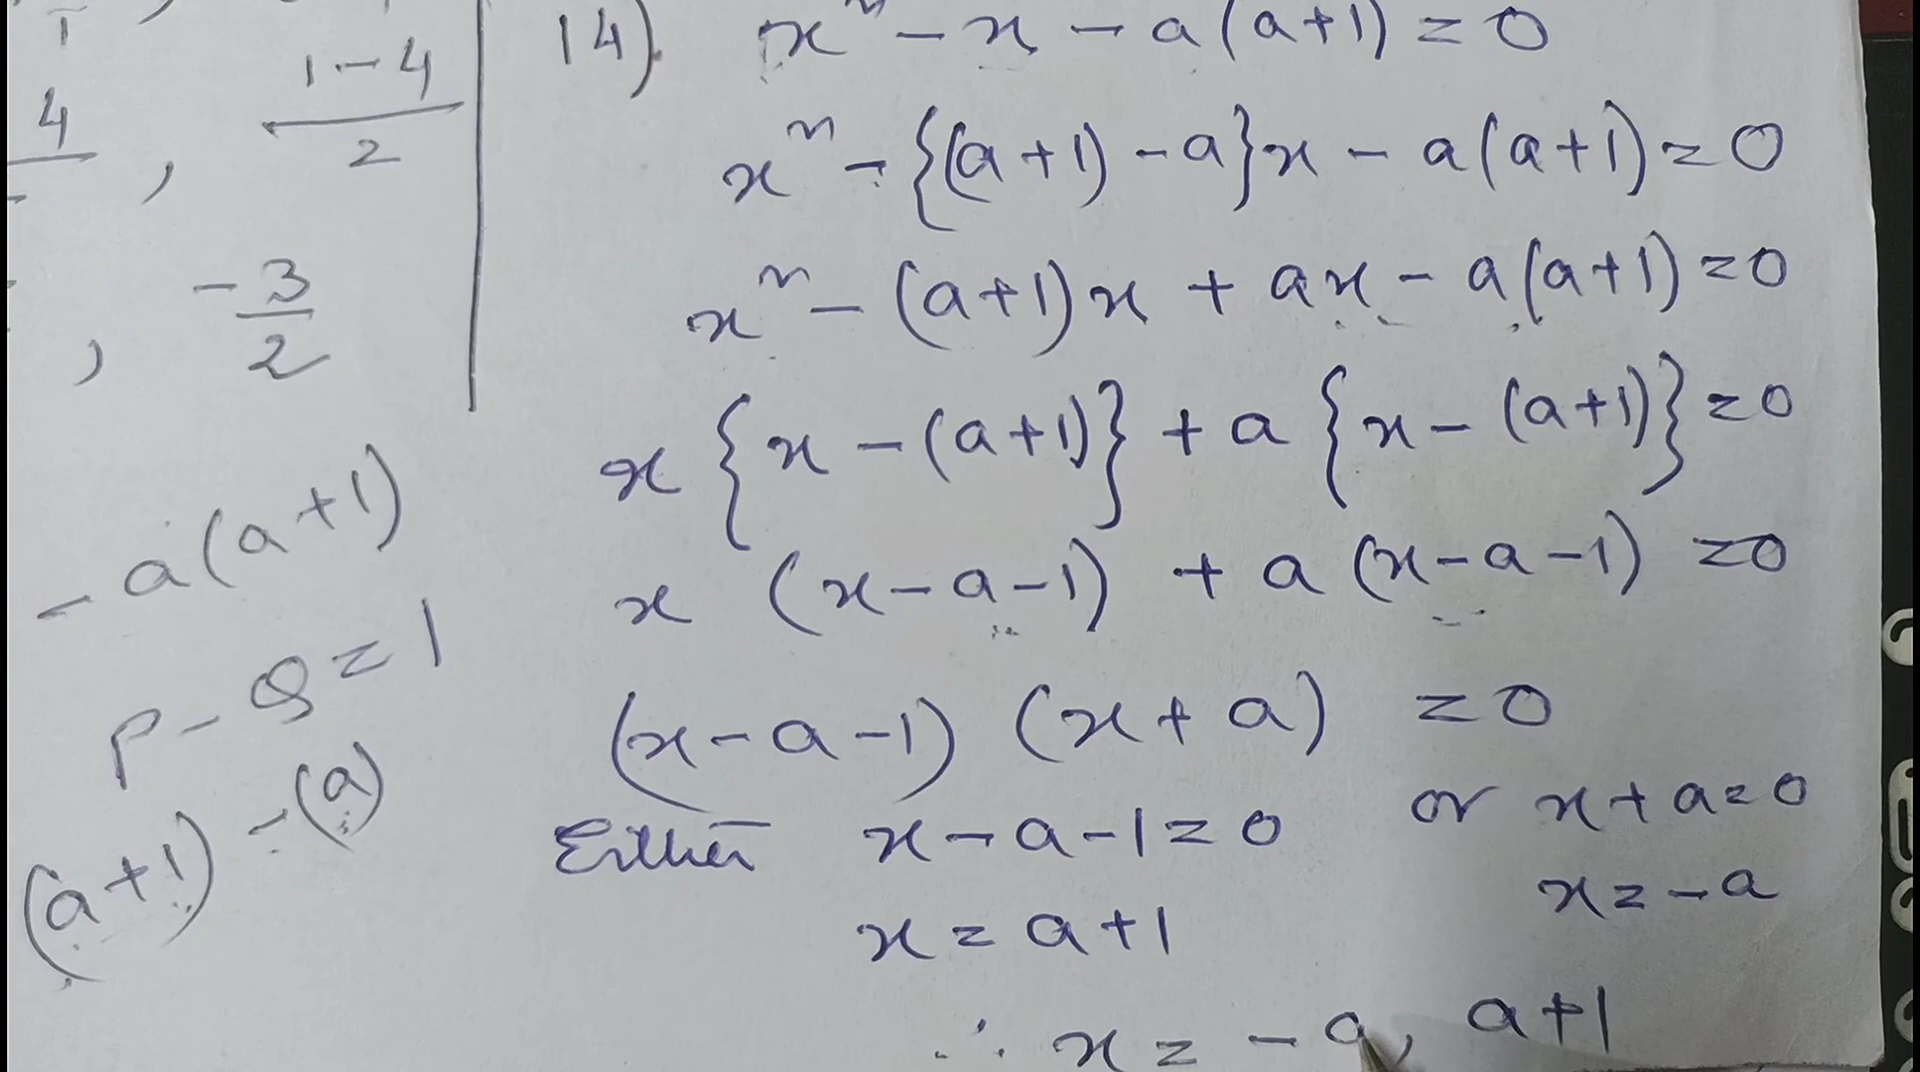 1-4
4
, 2
-3
, 2
-a(a+1)
P-Q=1
(a+1)-(a)
14) x² - x - a(a+1) = 0
x² - {(a+1) - a}x - a(a+1) = 0
x² - (a+1)x + ax - a(a+1) = 0
x {x - (a+1)} + a {x - (a+1)} = 0
x (x-a-1) + a (x-a-1) = 0
(x-a-1) (x+a) = 0
Either x-a-1=0 or x+a=0
x = a+1 x=-a
∴ x = -a, a+1